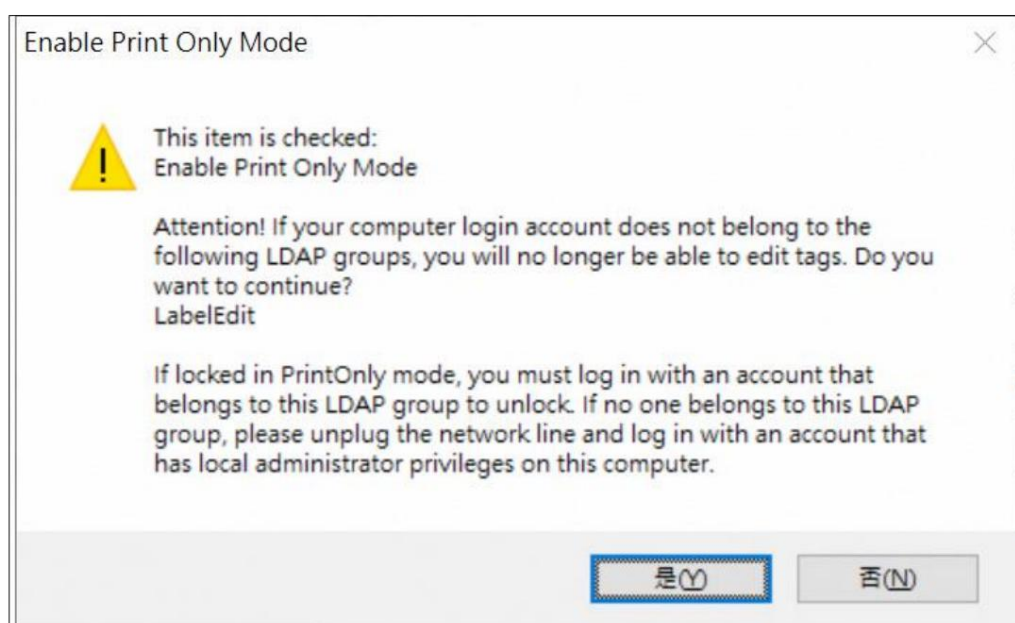 Enable Print Only Mode
This item is checked:
Enable Print Only Mode
Attention! If your computer login account does not belong to the
following LDAP groups, you will no longer be able to edit tags. Do you
want to continue?
LabelEdit
If locked in PrintOnly mode, you must log in with an account that
belongs to this LDAP group to unlock. If no one belongs to this LDAP
group, please unplug the network line and log in with an account that
has local administrator privileges on this computer.
是(Y) 否(N)